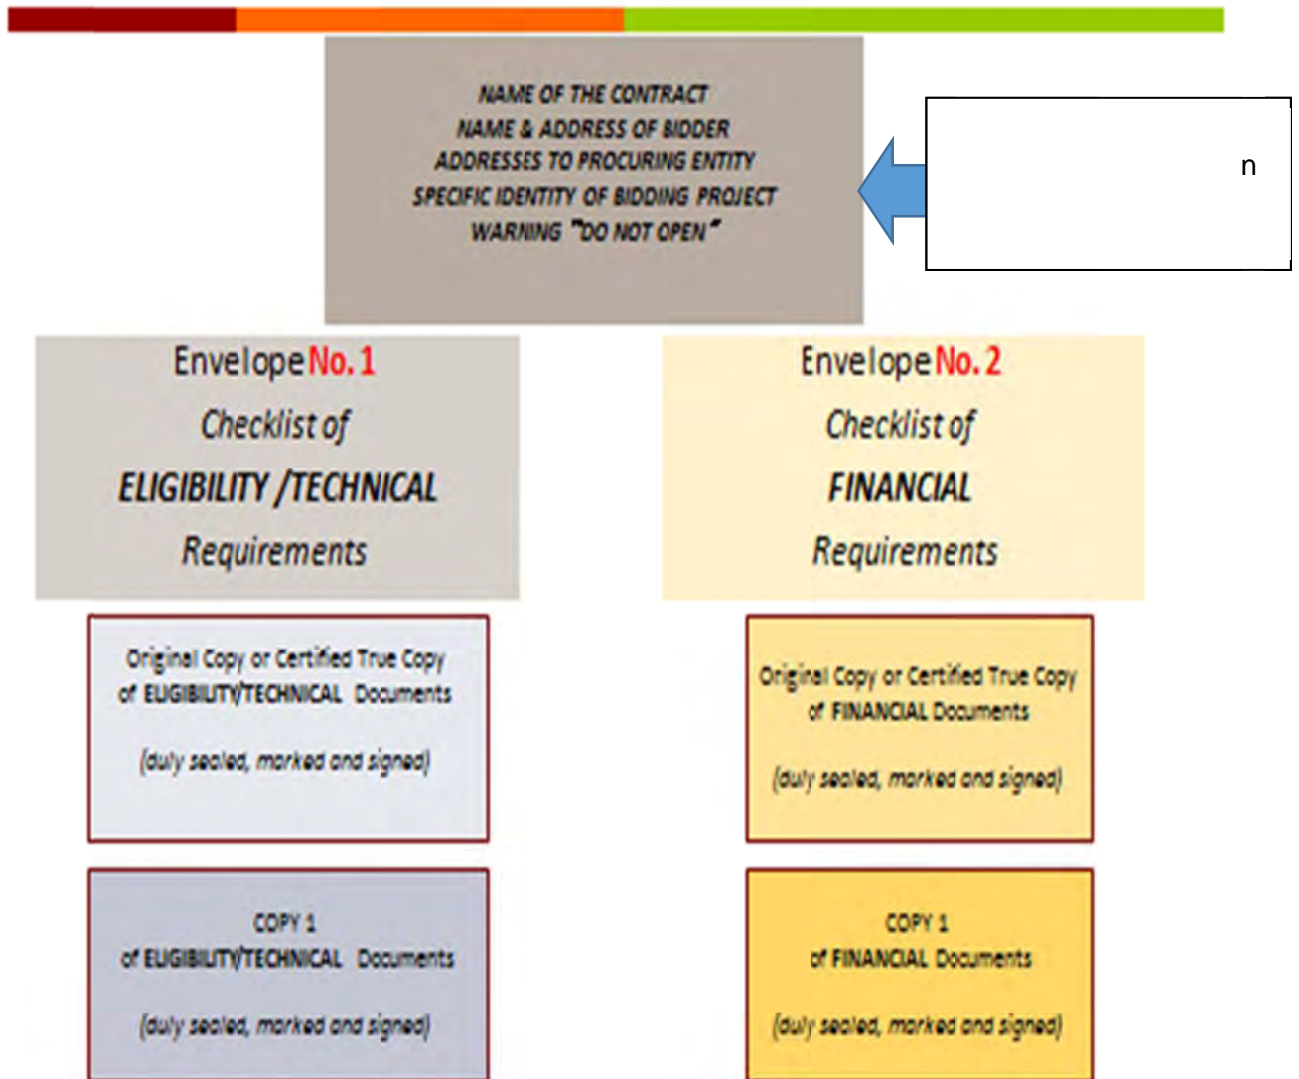 NAME OF THE CONTRACT
NAME & ADDRESS OF BIDDER
ADDRESSES TO PROCURING ENTITY
SPECIFIC IDENTITY OF BIDDING PROJECT
WARNING "DO NOT OPEN"
n
Envelope No. 1
Checklist of
ELIGIBILITY /TECHNICAL
Requirements
Envelope No. 2
Checklist of
FINANCIAL
Requirements
Original Copy or Certified True Copy
of ELIGIBILITY/TECHNICAL Documents
(duly sealed, marked and signed)
Original Copy or Certified True Copy
of FINANCIAL Documents
(duly sealed, marked and signed)
COPY 1
of ELIGIBILITY/TECHNICAL Documents
(duly sealed, marked and signed)
COPY 1
of FINANCIAL Documents
(duly sealed, marked and signed)